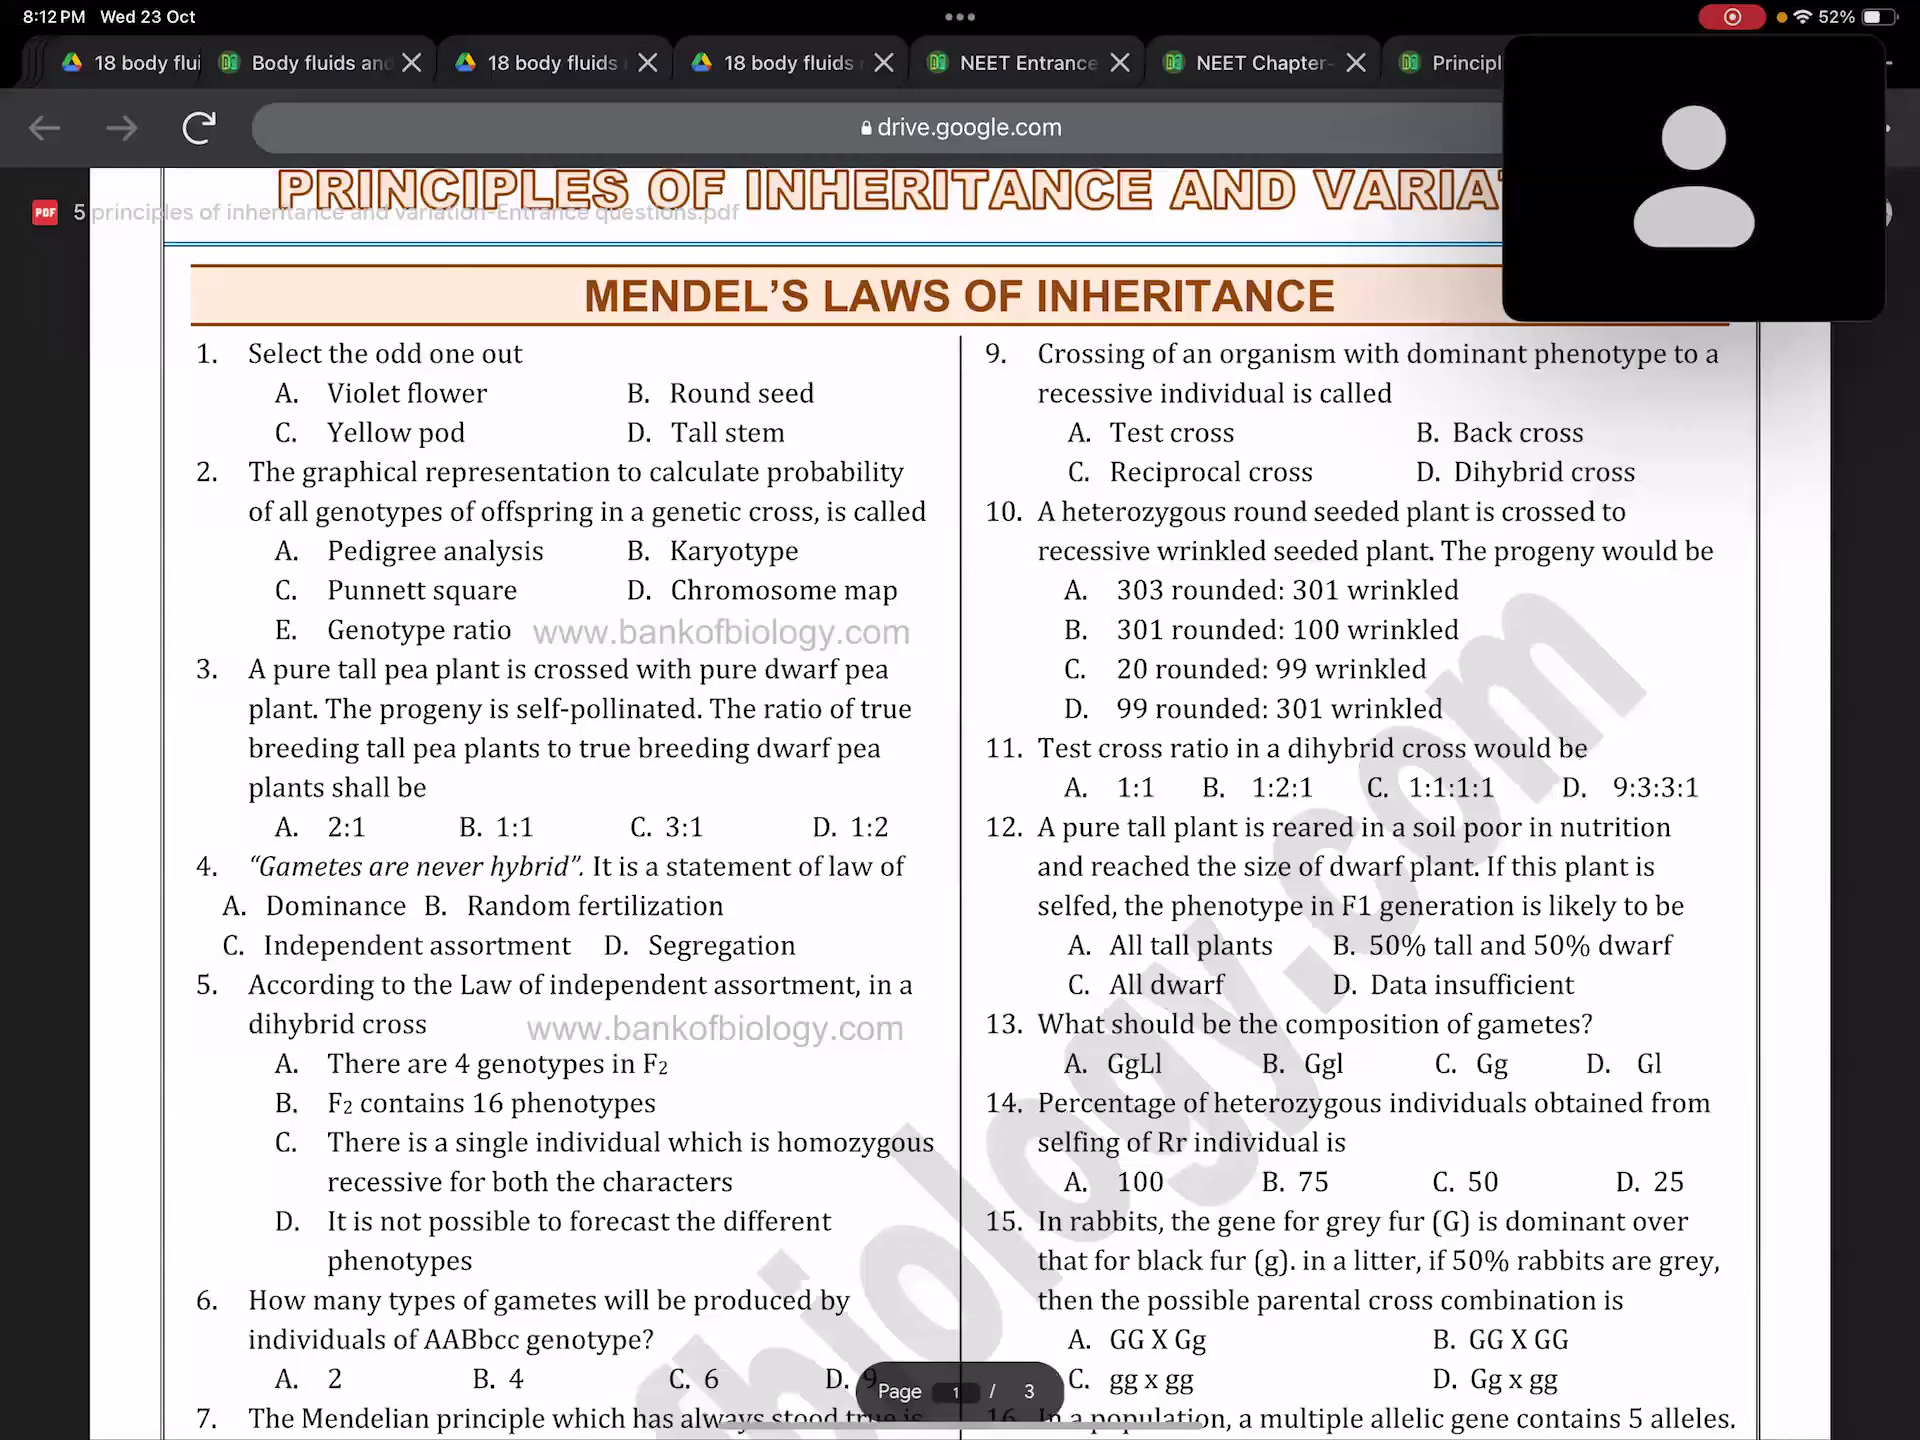 8:12 PM Wed 23 Oct
52%
18 body flui
Body fluids and
18 body fluids
18 body fluids
NEET Entrance
NEET Chapter-
Principl
drive.google.com
PRINCIPLES OF INHERITANCE AND VARIA
PDF 5 principles of inheritance and variation-Entrance questions.pdf
MENDEL'S LAWS OF INHERITANCE
1. Select the odd one out
A. Violet flower B. Round seed
C. Yellow pod D. Tall stem
2. The graphical representation to calculate probability
of all genotypes of offspring in a genetic cross, is called
A. Pedigree analysis B. Karyotype
C. Punnett square D. Chromosome map
E. Genotype ratio www.bankofbiology.com
3. A pure tall pea plant is crossed with pure dwarf pea
plant. The progeny is self-pollinated. The ratio of true
breeding tall pea plants to true breeding dwarf pea
plants shall be
A. 2:1 B. 1:1 C. 3:1 D. 1:2
4. “Gametes are never hybrid”. It is a statement of law of
A. Dominance B. Random fertilization
C. Independent assortment D. Segregation
5. According to the Law of independent assortment, in a
dihybrid cross www.bankofbiology.com
A. There are 4 genotypes in F2
B. F2 contains 16 phenotypes
C. There is a single individual which is homozygous
recessive for both the characters
D. It is not possible to forecast the different
phenotypes
6. How many types of gametes will be produced by
individuals of AABbcc genotype?
A. 2 B. 4 C. 6 D. 9
7. The Mendelian principle which has always stood true is
9. Crossing of an organism with dominant phenotype to a
recessive individual is called
A. Test cross B. Back cross
C. Reciprocal cross D. Dihybrid cross
10. A heterozygous round seeded plant is crossed to
recessive wrinkled seeded plant. The progeny would be
A. 303 rounded: 301 wrinkled
B. 301 rounded: 100 wrinkled
C. 20 rounded: 99 wrinkled
D. 99 rounded: 301 wrinkled
11. Test cross ratio in a dihybrid cross would be
A. 1:1 B. 1:2:1 C. 1:1:1:1 D. 9:3:3:1
12. A pure tall plant is reared in a soil poor in nutrition
and reached the size of dwarf plant. If this plant is
selfed, the phenotype in F1 generation is likely to be
A. All tall plants B. 50% tall and 50% dwarf
C. All dwarf D. Data insufficient
13. What should be the composition of gametes?
A. GgLl B. Ggl C. Gg D. Gl
14. Percentage of heterozygous individuals obtained from
selfing of Rr individual is
A. 100 B. 75 C. 50 D. 25
15. In rabbits, the gene for grey fur (G) is dominant over
that for black fur (g). in a litter, if 50% rabbits are grey,
then the possible parental cross combination is
A. GG X Gg B. GG X GG
C. gg x gg D. Gg x gg
16. In a population, a multiple allelic gene contains 5 alleles.
fbiology.com
Page 1 / 3